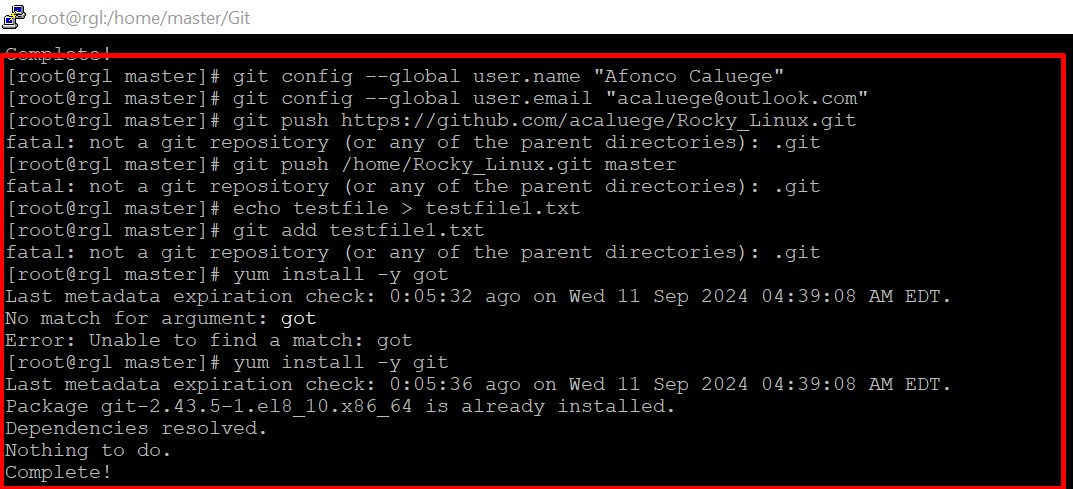 root@rgl:/home/master/Git
Complete!
[root@rgl master]# git config --global user.name "Afonco Caluege"
[root@rgl master]# git config --global user.email "acaluege@outlook.com"
[root@rgl master]# git push https://github.com/acaluege/Rocky_Linux.git
fatal: not a git repository (or any of the parent directories): .git
[root@rgl master]# git push /home/Rocky_Linux.git master
fatal: not a git repository (or any of the parent directories): .git
[root@rgl master]# echo testfile > testfile1.txt
[root@rgl master]# git add testfile1.txt
fatal: not a git repository (or any of the parent directories): .git
[root@rgl master]# yum install -y got
Last metadata expiration check: 0:05:32 ago on Wed 11 Sep 2024 04:39:08 AM EDT.
No match for argument: got
Error: Unable to find a match: got
[root@rgl master]# yum install -y git
Last metadata expiration check: 0:05:36 ago on Wed 11 Sep 2024 04:39:08 AM EDT.
Package git-2.43.5-1.el8_10.x86_64 is already installed.
Dependencies resolved.
Nothing to do.
Complete!